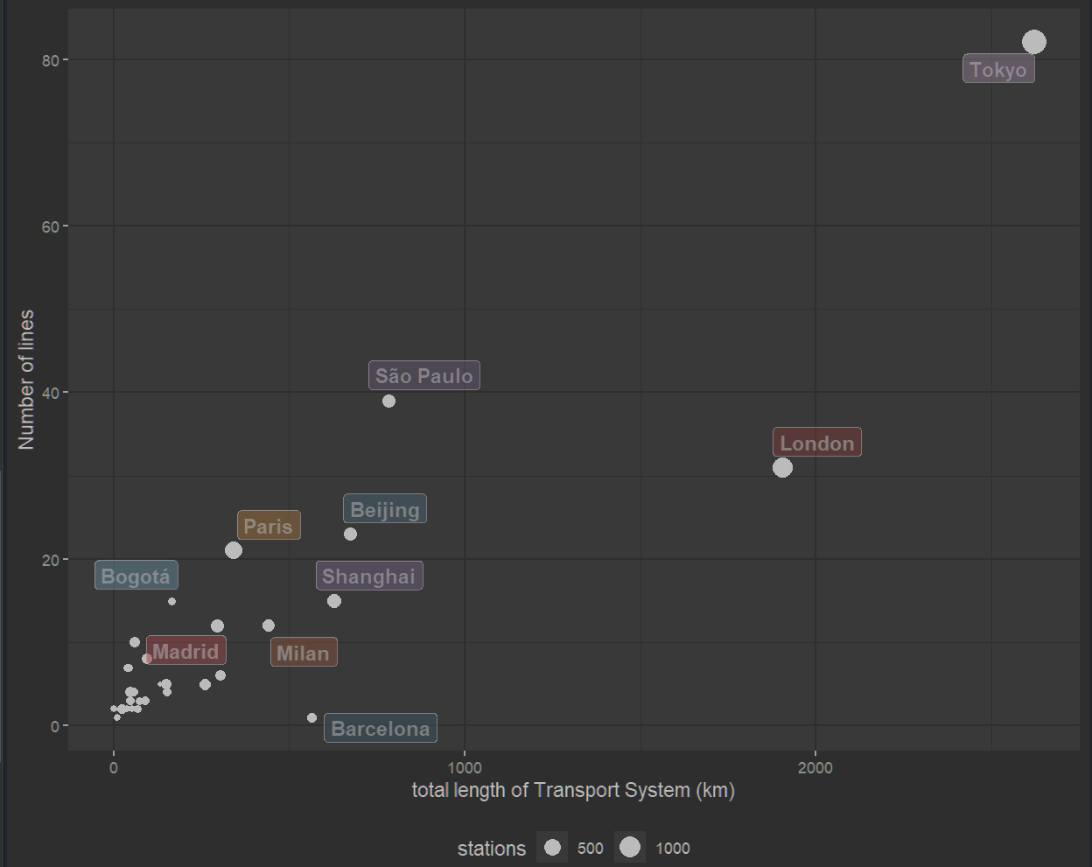 80
Tokyo
60
Number of lines
São Paulo
40
London
Beijing
Paris
20
Bogotá
Shanghai
Madrid
Milan
0
Barcelona
0 1000 2000
total length of Transport System (km)
stations 500 1000